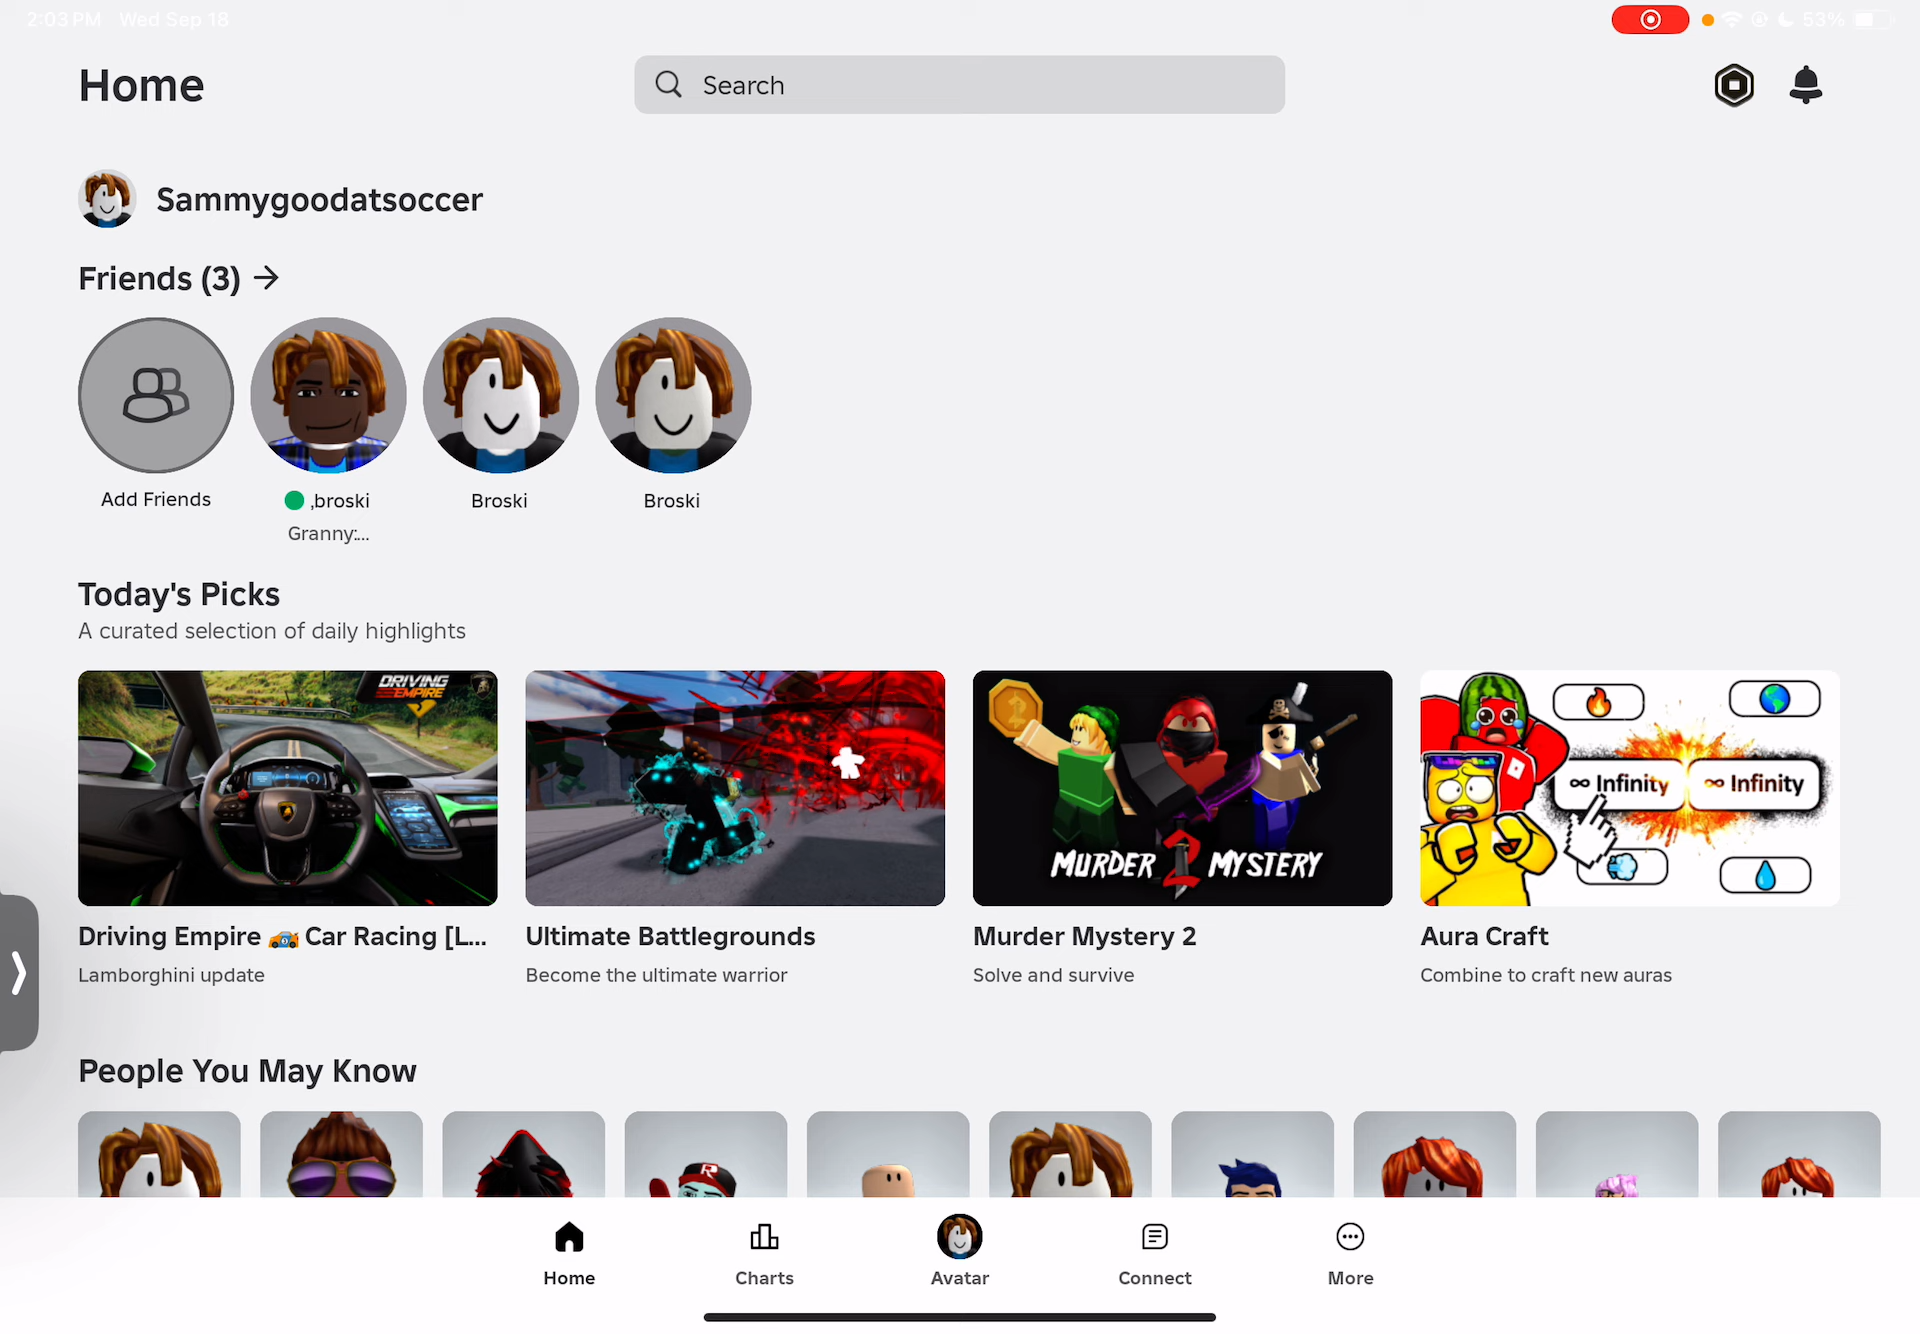 2:03 PM Wed Sep 18
53%
Home
Search
Sammygoodatsoccer
Friends (3)
Add Friends
,broski
Granny:...
Broski
Broski
Today's Picks
A curated selection of daily highlights
DRIVING
EMPIRE
2
MURDER 2 MYSTERY
∞ Infinity
∞ Infinity
Driving Empire 🏎️ Car Racing [L...
Lamborghini update
Ultimate Battlegrounds
Become the ultimate warrior
Murder Mystery 2
Solve and survive
Aura Craft
Combine to craft new auras
People You May Know
R
Home
Charts
Avatar
Connect
More